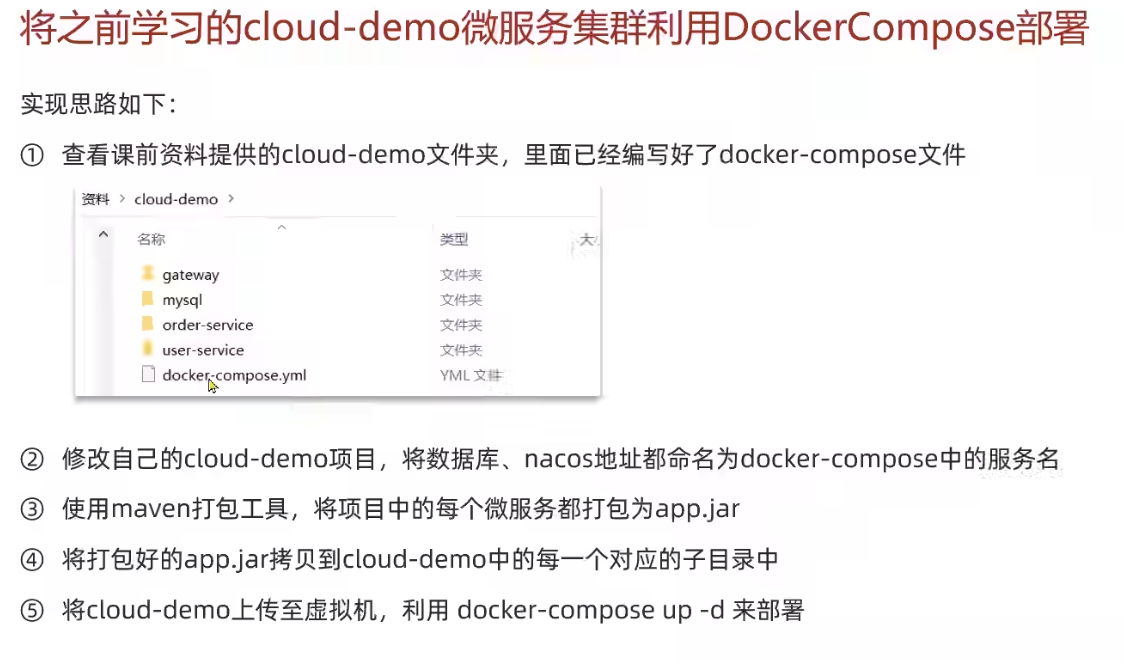 将之前学习的cloud-demo微服务集群利用DockerCompose部署
实现思路如下：
① 查看课前资料提供的cloud-demo文件夹，里面已经编写好了docker-compose文件
资料 > cloud-demo >
名称 类型 大
gateway 文件夹
mysql 文件夹
order-service 文件夹
user-service 文件夹
docker-compose.yml YML 文件
② 修改自己的cloud-demo项目，将数据库、nacos地址都命名为docker-compose中的服务名
③ 使用maven打包工具，将项目中的每个微服务都打包为app.jar
④ 将打包好的app.jar拷贝到cloud-demo中的每一个对应的子目录中
⑤ 将cloud-demo上传至虚拟机，利用 docker-compose up -d 来部署